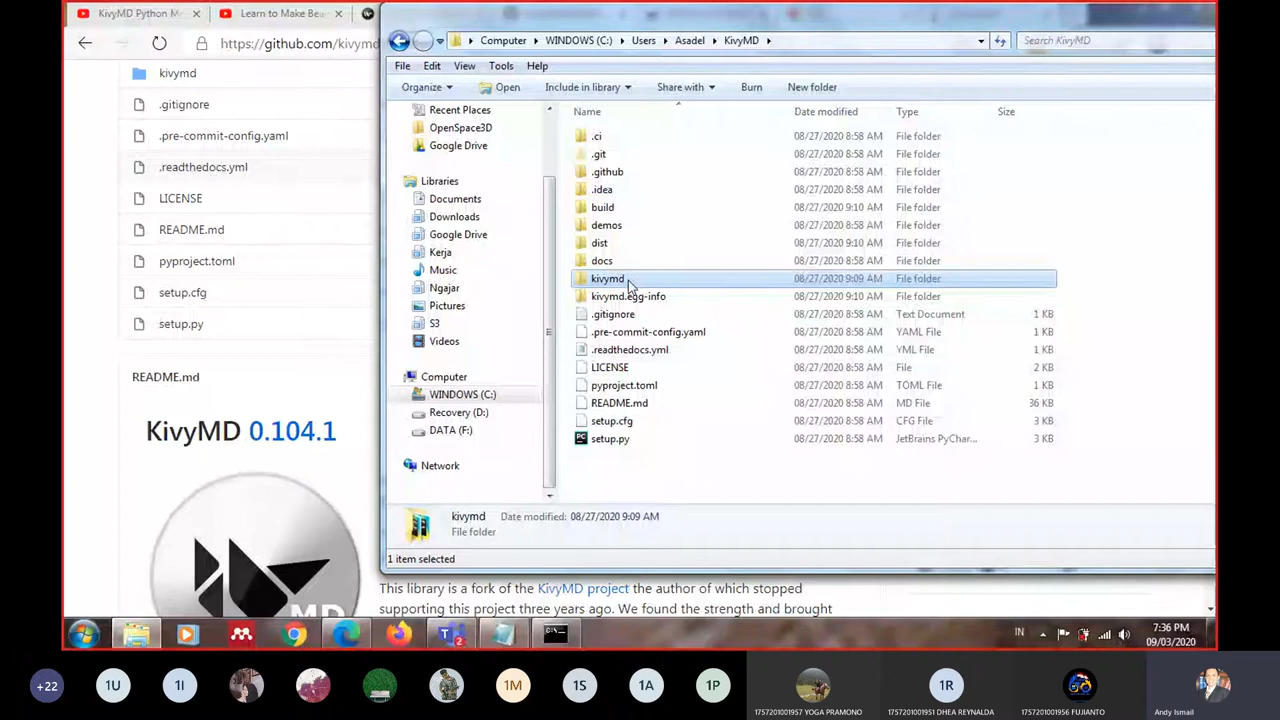 KivyMD Python M
Learn to Make Be
https://github.com/kivymd
kivymd
.gitignore
.pre-commit-config.yaml
.readthedocs.yml
LICENSE
README.md
pyproject.toml
setup.cfg
setup.py
README.md
KivyMD 0.104.1
MD
Computer
WINDOWS (C:)
Users
Asadel
KivyMD
Search KivyMD
File Edit View Tools Help
Organize Open Include in library Share with Burn New folder
Recent Places
OpenSpace3D
Google Drive
Libraries
Documents
Downloads
Google Drive
Kerja
Music
Ngajar
Pictures
S3
Videos
Computer
WINDOWS (C:)
Recovery (D:)
DATA (F:)
Network
Name Date modified Type Size
.ci 08/27/2020 8:58 AM File folder
.git 08/27/2020 8:58 AM File folder
.github 08/27/2020 8:58 AM File folder
.idea 08/27/2020 8:58 AM File folder
build 08/27/2020 9:10 AM File folder
demos 08/27/2020 8:58 AM File folder
dist 08/27/2020 9:10 AM File folder
docs 08/27/2020 8:58 AM File folder
kivymd 08/27/2020 9:09 AM File folder
kivymd.egg-info 08/27/2020 9:10 AM File folder
.gitignore 08/27/2020 8:58 AM Text Document 1 KB
.pre-commit-config.yaml 08/27/2020 8:58 AM YAML File 1 KB
.readthedocs.yml 08/27/2020 8:58 AM YML File 1 KB
LICENSE 08/27/2020 8:58 AM File 2 KB
pyproject.toml 08/27/2020 8:58 AM TOML File 1 KB
README.md 08/27/2020 8:58 AM MD File 36 KB
setup.cfg 08/27/2020 8:58 AM CFG File 1 KB
setup.py 08/27/2020 8:58 AM JetBrains PyChar... 3 KB
kivymd Date modified: 08/27/2020 9:09 AM
File folder
1 item selected
This library is a fork of the KivyMD project the author of which stopped
supporting this project three years ago. We found the strength and brought
2
IN
7:36 PM
09/03/2020
+22
1U
1I
1M
1S
1A
1P
1R
1757201001957 YOGA PRAMONO
1757201001951 DHEA REYNALDA
1757201001956 FUJIANTO
Andy Ismail